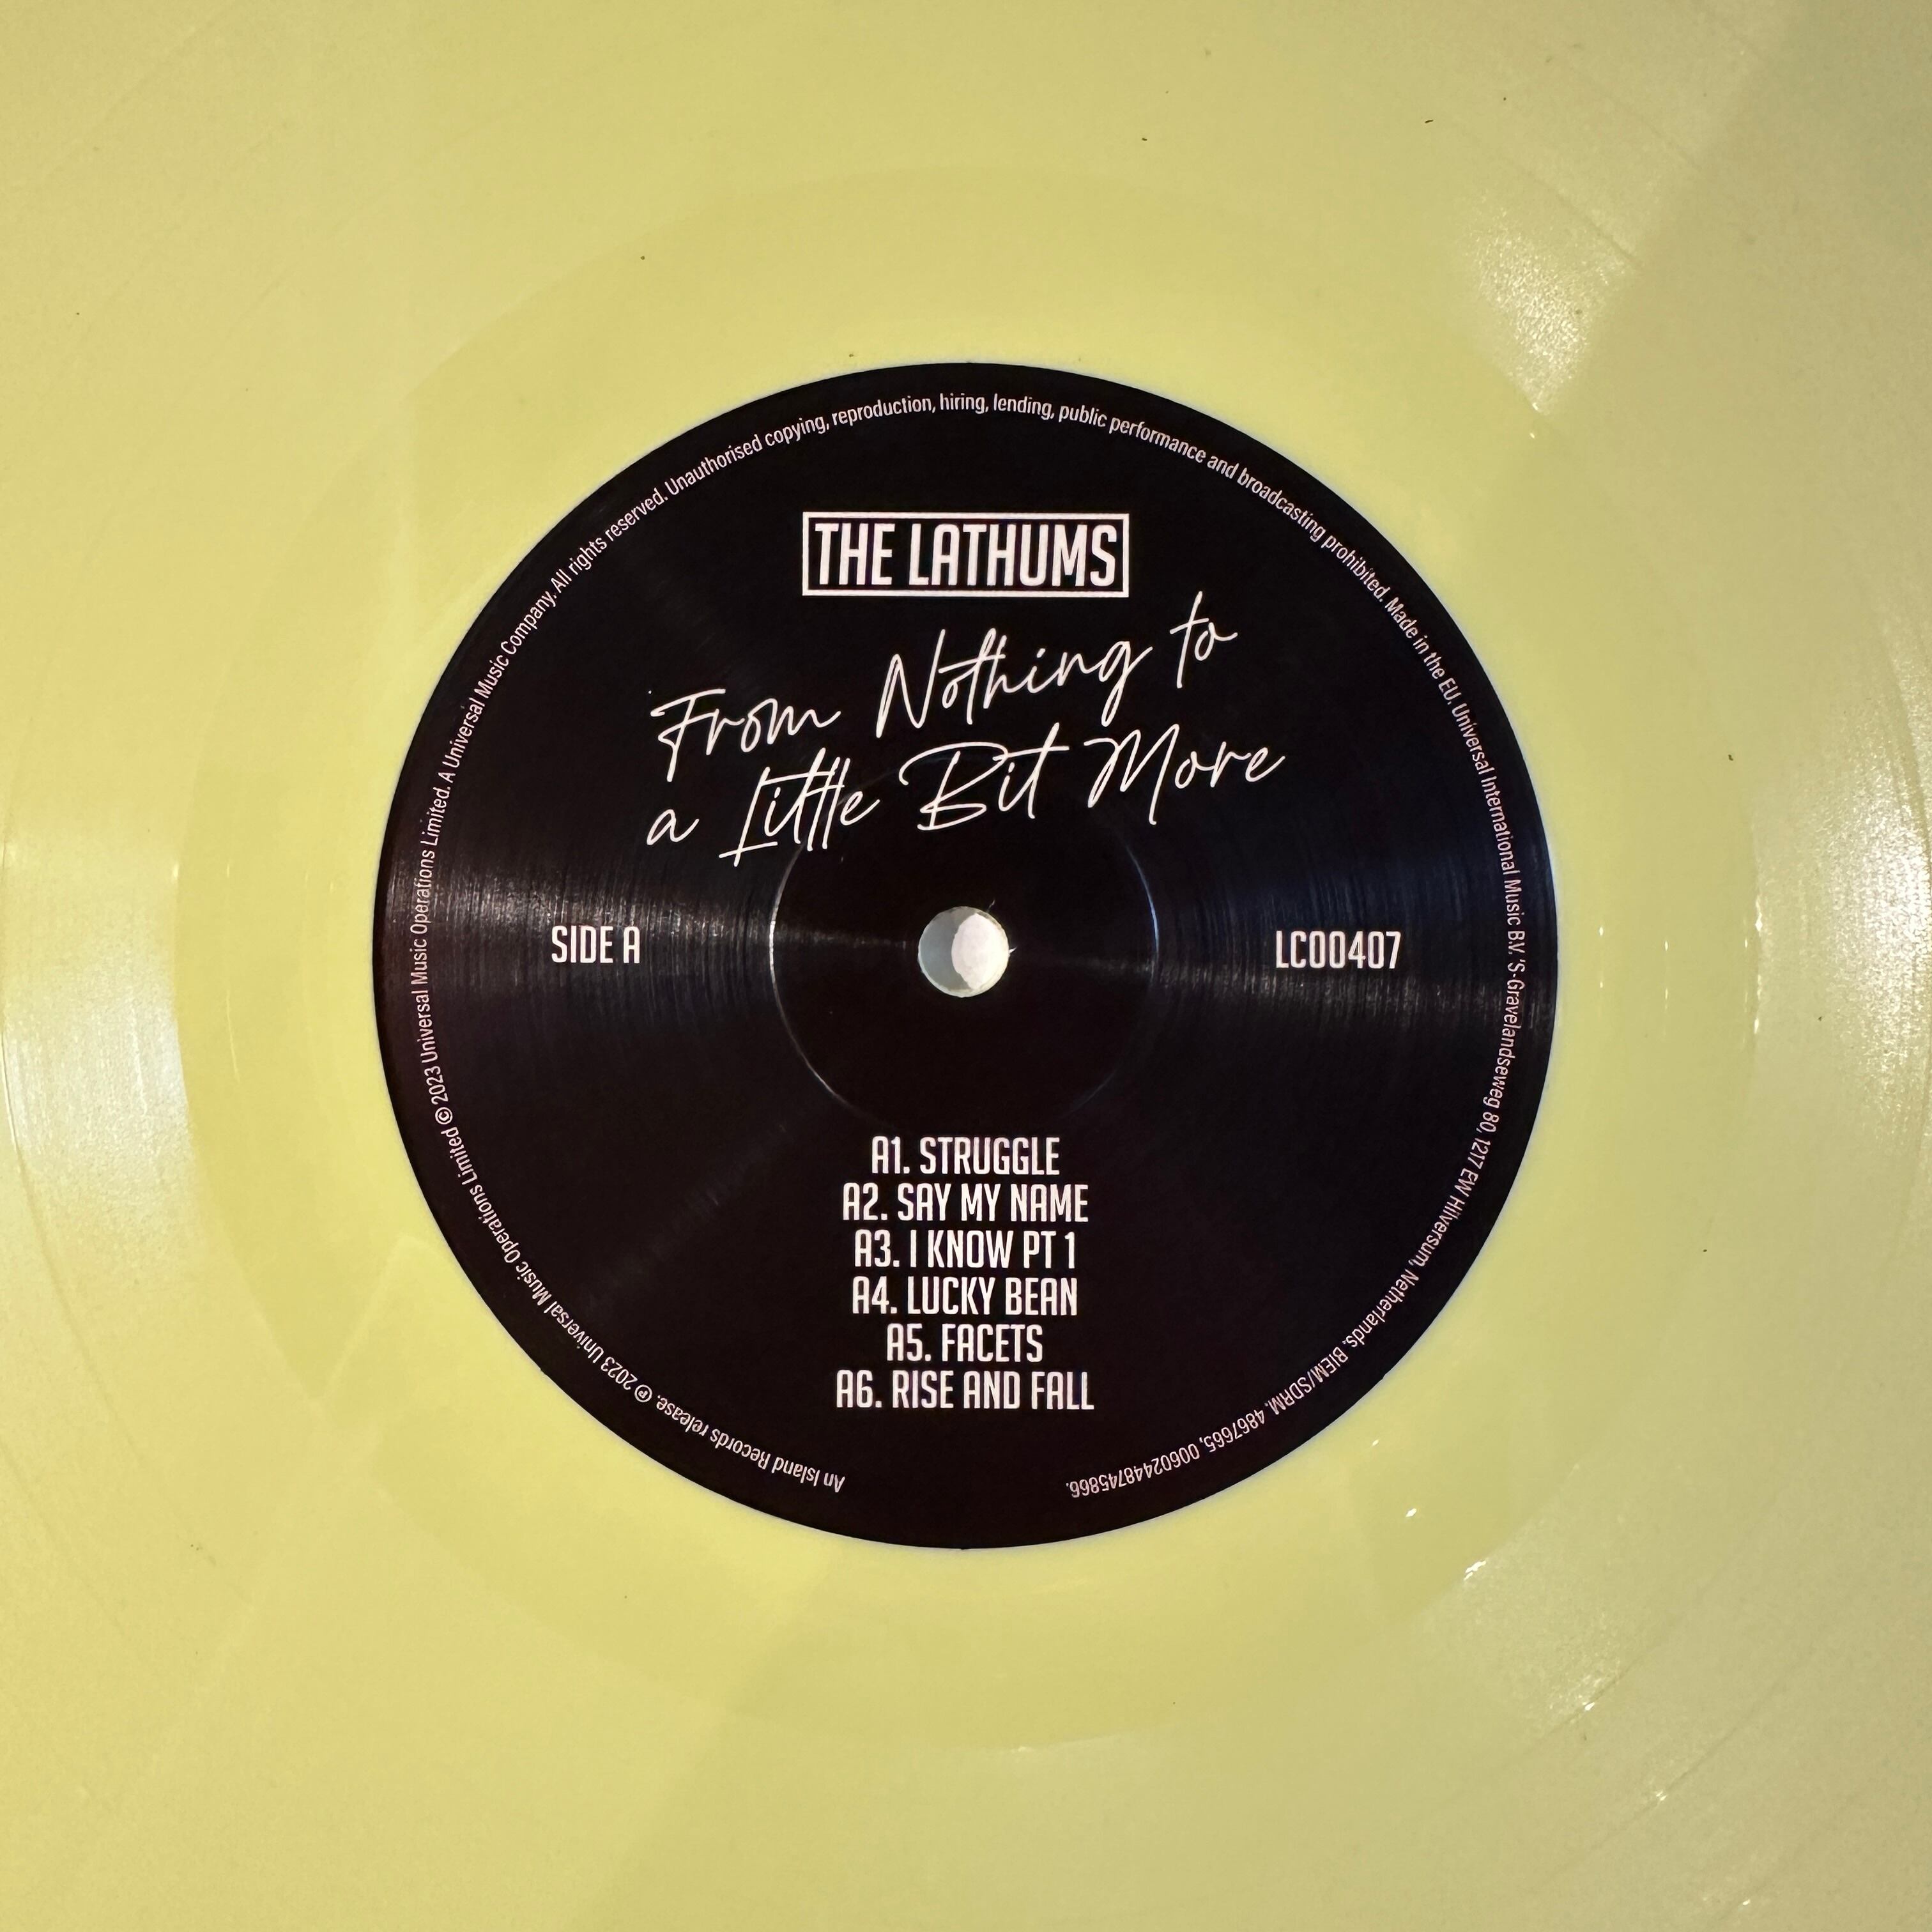 THE LATHUMS
From Nothing to
a Little Bit More
SIDE A
LC00407
A1. STRUGGLE
A2. SAY MY NAME
A3. I KNOW PT 1
A4. LUCKY BEAN
A5. FACETS
A6. RISE AND FALL
An Island Records release. ℗ 2023 Universal Music Operations Limited © 2023 Universal Music Operations Limited. A Universal Music Company. All rights reserved. Unauthorised copying, reproduction, hiring, lending, public performance and broadcasting prohibited. Made in the EU. Universal International Music B.V. 'S-Gravelandseweg 80, 1217 EW Hilversum, Netherlands. BIEM/SDRM. 4867665, 00602448745866.